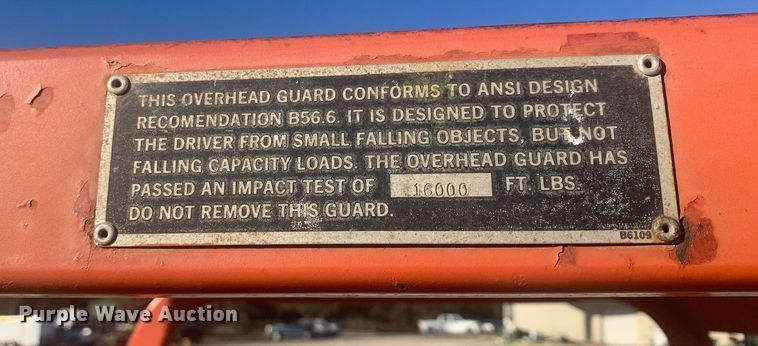 THIS OVERHEAD GUARD CONFORMS TO ANSI DESIGN
RECOMENDATION B56.6. IT IS DESIGNED TO PROTECT
THE DRIVER FROM SMALL FALLING OBJECTS, BUT NOT
FALLING CAPACITY LOADS. THE OVERHEAD GUARD HAS
PASSED AN IMPACT TEST OF 16000 FT. LBS.
DO NOT REMOVE THIS GUARD.
B6109
Purple Wave Auction